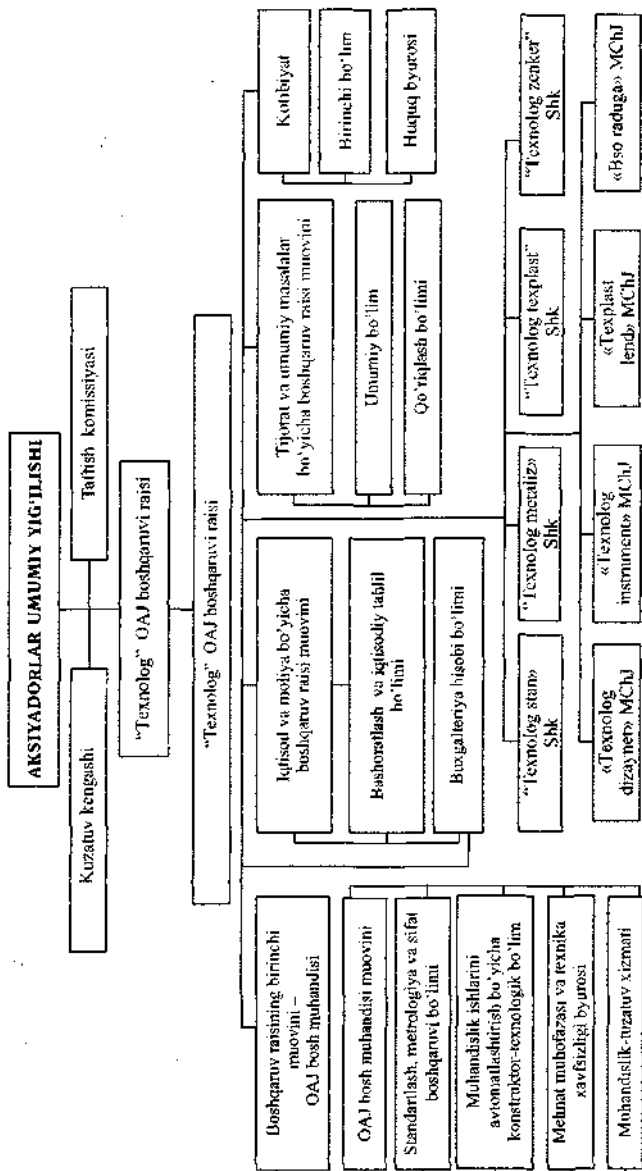 AKSIYADORLAR UMUMIY YIG'ILISHI
Kuzatuv kengashi
Taftish komissiyasi
"Texnolog" OAJ boshqaruvi raisi
"Texnolog" OAJ boshqaruvi raisi
Boshqaruv raisining birinchi
muovini –
OAJ bosh muhandisi
OAJ bosh muhandisi muovini
Standartlash, metrologiya va sifat
boshqaruvi bo'limi
Muhandislik ishlarini
avtomatlashtirish bo'yicha
konstruktor-texnologik bo'lim
Mehnat muhofazasi va texnika
xavfsizligi byurosi
Muhandislik-tuzatuv xizmati
Iqtisod va moliya bo'yicha
boshqaruv raisi muovini
Bashoratlash va iqtisodiy tahlil
bo'limi
Buxgalteriya hisobi bo'limi
Tijorat va umumiy masalalar
bo'yicha boshqaruv raisi muovini
Umumiy bo'lim
Qo'riqlash bo'limi
Kotibiyat
Birinchi bo'lim
Huquq byurosi
"Texnolog stan»
Shk
"Texnolog metaliz»
Shk
"Texnolog texplast"
Shk
"Texnolog zenker"
Shk
«Texnolog
dizayner» MChJ
«Texnolog
instrument» MChJ
«Texplast
lend» MChJ
«Bso raduga» MChJ